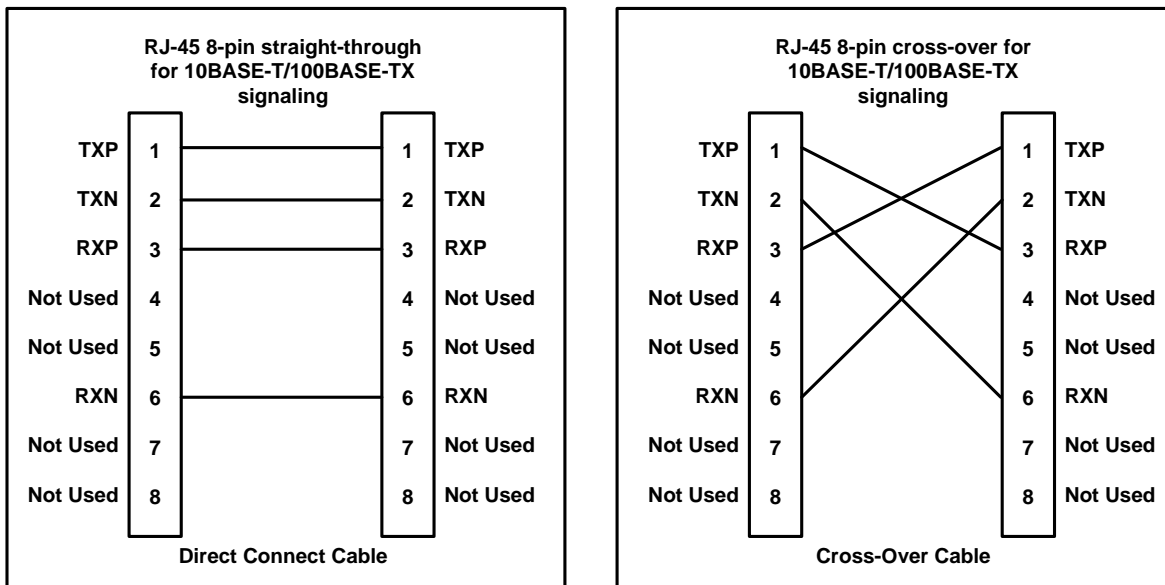 RJ-45 8-pin straight-through
for 10BASE-T/100BASE-TX
signaling
TXP 1 1 TXP
TXN 2 2 TXN
RXP 3 3 RXP
Not Used 4 4 Not Used
Not Used 5 5 Not Used
RXN 6 6 RXN
Not Used 7 7 Not Used
Not Used 8 8 Not Used
Direct Connect Cable
RJ-45 8-pin cross-over for
10BASE-T/100BASE-TX
signaling
TXP 1 1 TXP
TXN 2 2 TXN
RXP 3 3 RXP
Not Used 4 4 Not Used
Not Used 5 5 Not Used
RXN 6 6 RXN
Not Used 7 7 Not Used
Not Used 8 8 Not Used
Cross-Over Cable